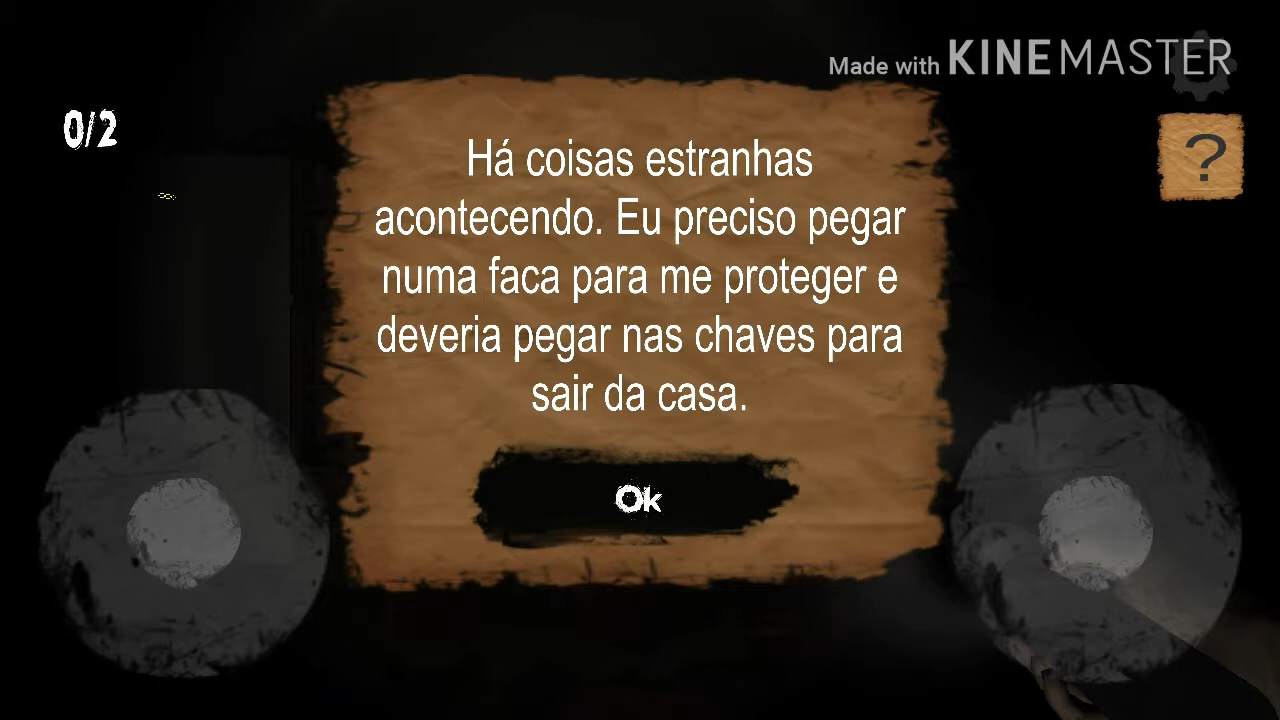 Made with KINEMASTER
0/2
?
Há coisas estranhas
acontecendo. Eu preciso pegar
numa faca para me proteger e
deveria pegar nas chaves para
sair da casa.
Ok